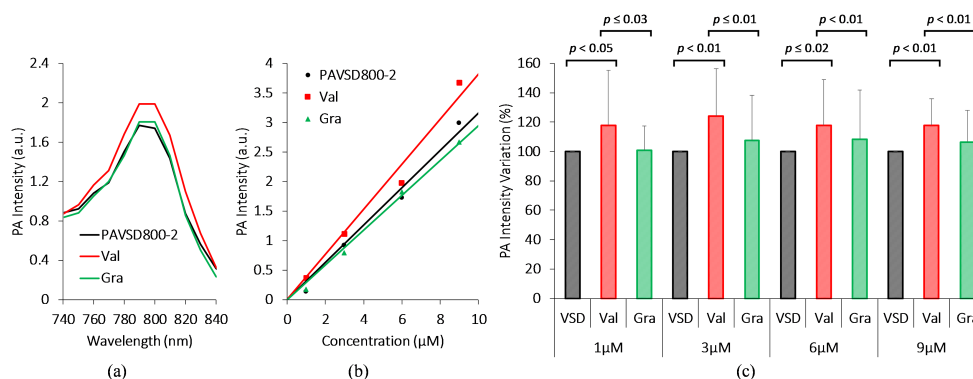 2.4
2
1.6
1.2
0.8
0.4
0
PA Intensity (a.u.)
PAVSD800-2
Val
Gra
740 760 780 800 820 840
Wavelength (nm)
(a)
4
3.5
3
2.5
2
1.5
1
0.5
0
PA Intensity (a.u.)
PAVSD800-2
Val
Gra
0 2 4 6 8 10
Concentration (μM)
(b)
p ≤ 0.03 p ≤ 0.01 p < 0.01 p < 0.01
p < 0.05 p < 0.01 p ≤ 0.02 p < 0.01
160
140
120
100
80
60
40
20
0
PA Intensity Variation (%)
VSD Val Gra VSD Val Gra VSD Val Gra VSD Val Gra
1μM 3μM 6μM 9μM
(c)